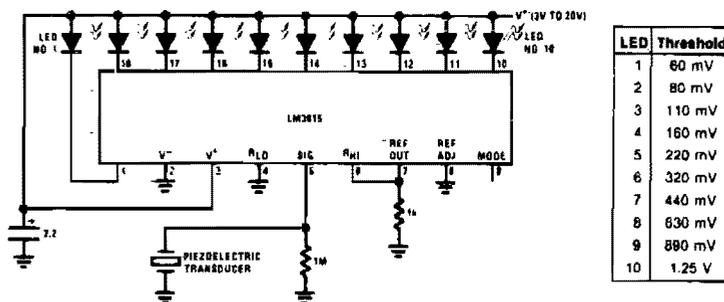 V+ (3V TO 20V)
LED
NO. 1
LED
NO. 10
18
17
16
15
14
13
12
11
10
LM3915
V−
V+
RLO
SIG
RHI
REF
OUT
REF
ADJ
MODE
1
2
3
4
5
6
7
8
9
2.2
PIEZOELECTRIC
TRANSDUCER
1M
1k
LED Threshold
1 60 mV
2 80 mV
3 110 mV
4 160 mV
5 220 mV
6 320 mV
7 440 mV
8 630 mV
9 890 mV
10 1.25 V